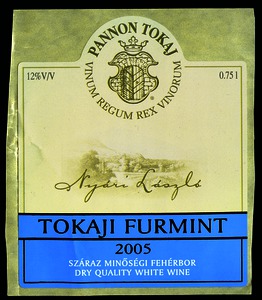 PANNON TOKAJ
VINUM REGUM REX VINORUM
12%V/V
0.75 l
Nyári László
TOKAJI FURMINT
2005
SZÁRAZ MINŐSÉGI FEHÉRBOR
DRY QUALITY WHITE WINE